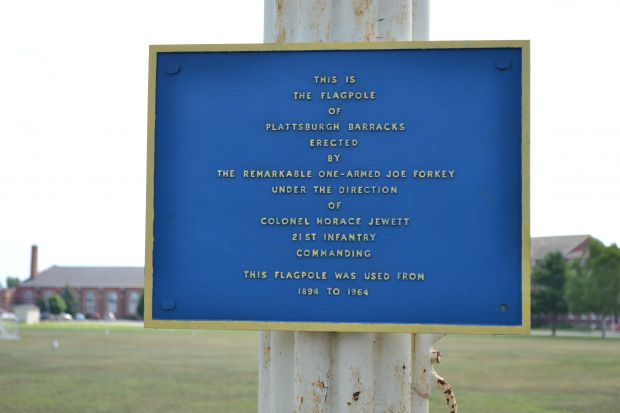 THIS IS
THE FLAGPOLE
OF
PLATTSBURGH BARRACKS
ERECTED
BY
THE REMARKABLE ONE-ARMED JOE FORKEY
UNDER THE DIRECTION
OF
COLONEL HORACE JEWETT
21ST INFANTRY
COMMANDING
THIS FLAGPOLE WAS USED FROM
1894 TO 1964